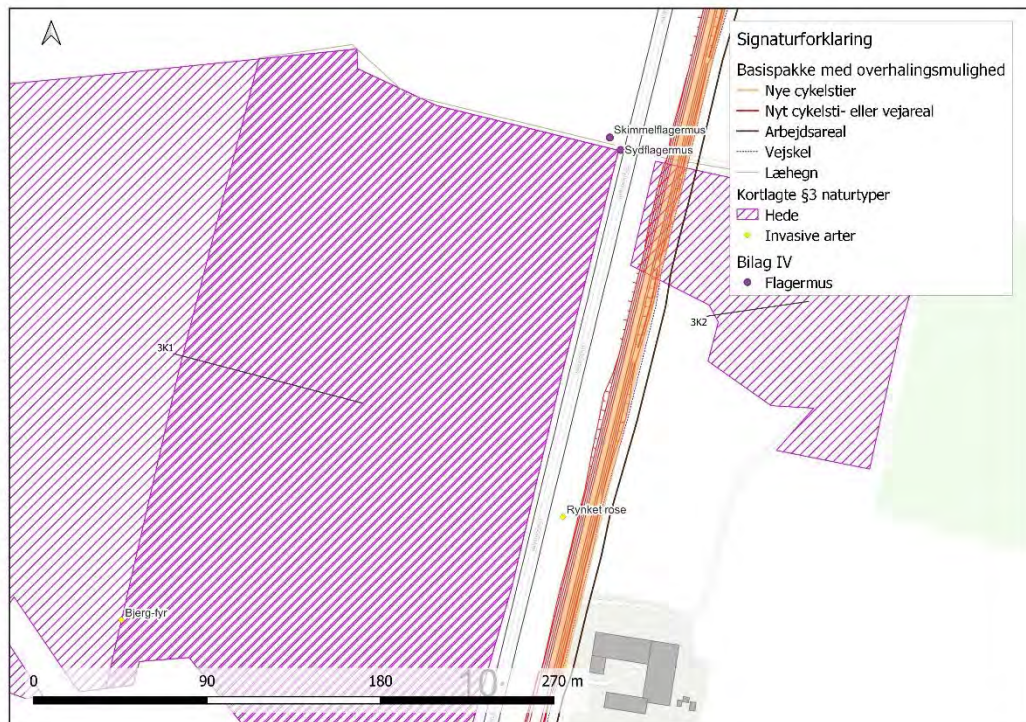 Signaturforklaring
Basispakke med overhalingsmulighed
Nye cykelstier
Nyt cykelsti- eller vejareal
Arbejdsareal
Vejskel
Læhegn
Kortlagte §3 naturtyper
Hede
Invasive arter
Bilag IV
Flagermus
Skimmelflagermus
Sydflagermus
3K2
3K1
Rynket rose
Bjerg-fyr
10
0 90 180 270 m